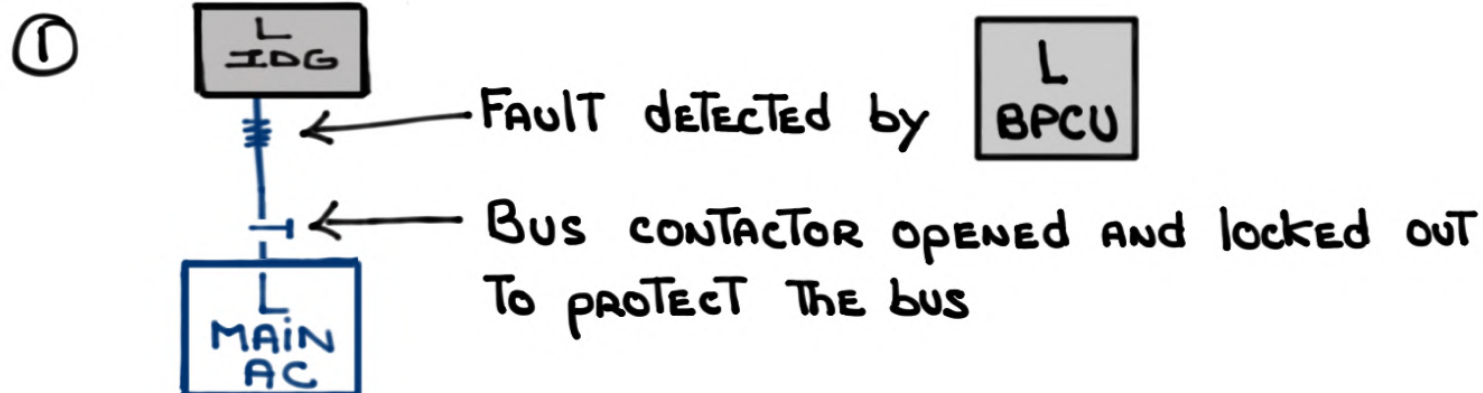 ①
L
IDG
FAULT dETECTEd by
L
BPCU
BUS CONTACTOR OPENEd ANd lockEd OUT
TO PROTECT ThE bUS
L
MAiN
AC